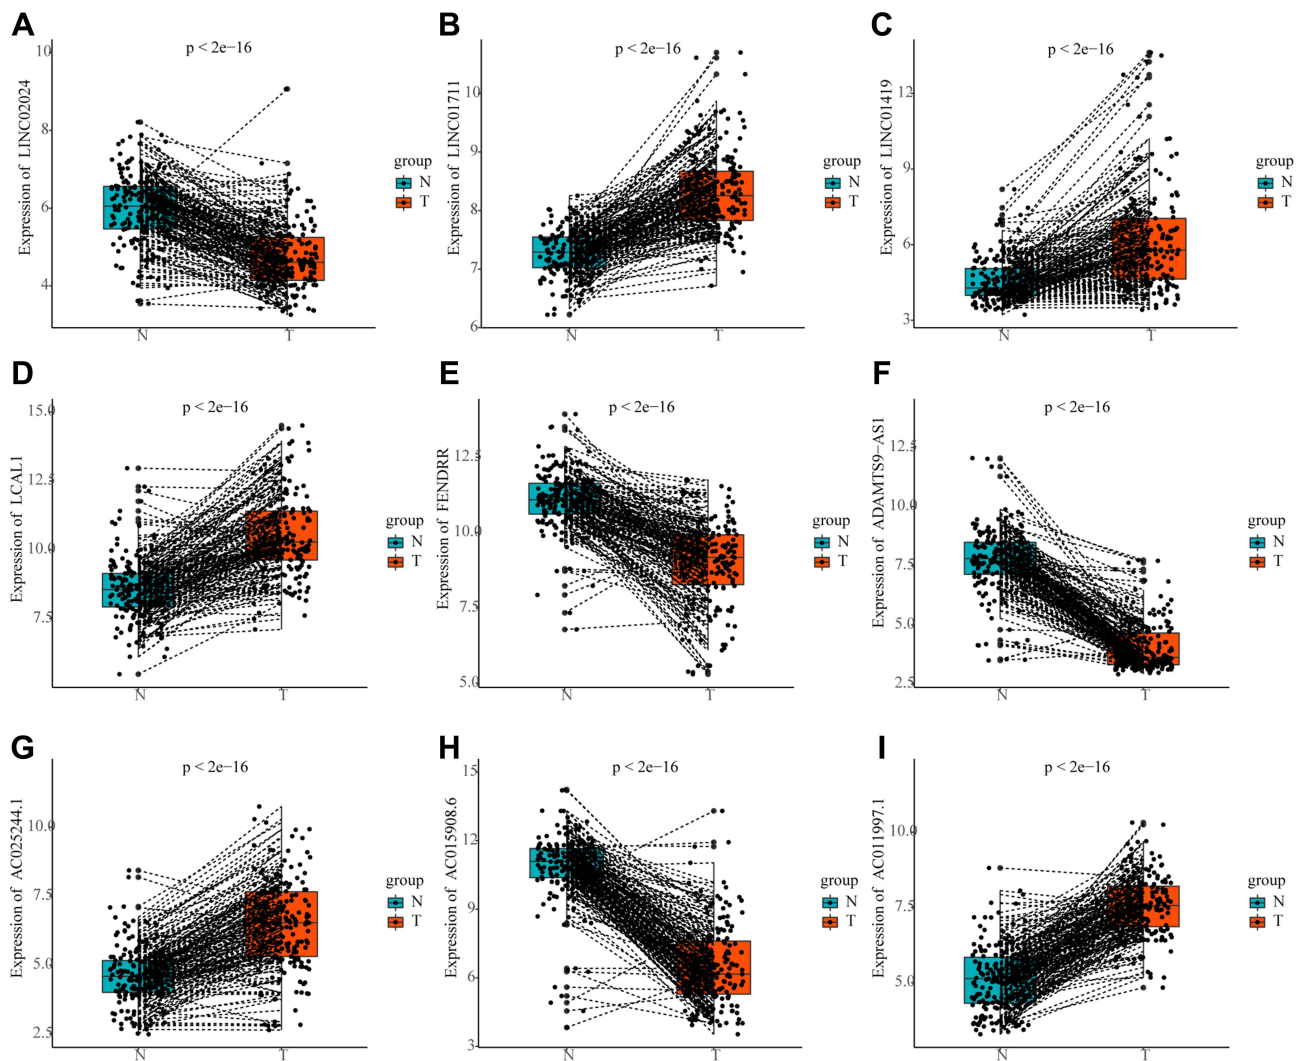 A
p < 2e−16
Expression of LINC02024
10
8
6
4
N
T
group
N
T
B
p < 2e−16
Expression of LINC01711
10
9
8
7
6
N
T
group
N
T
C
p < 2e−16
Expression of LINC01419
12
9
6
3
N
T
group
N
T
D
p < 2e−16
Expression of LCAL1
15.0
12.5
10.0
7.5
N
T
group
N
T
E
p < 2e−16
Expression of FENDRR
12.5
10.0
7.5
5.0
N
T
group
N
T
F
p < 2e−16
Expression of ADAMTS9−AS1
12.5
10.0
7.5
5.0
2.5
N
T
group
N
T
G
p < 2e−16
Expression of AC025244.1
10.0
7.5
5.0
2.5
N
T
group
N
T
H
p < 2e−16
Expression of AC015908.6
15
12
9
6
3
N
T
group
N
T
I
p < 2e−16
Expression of AC011997.1
10.0
7.5
5.0
N
T
group
N
T